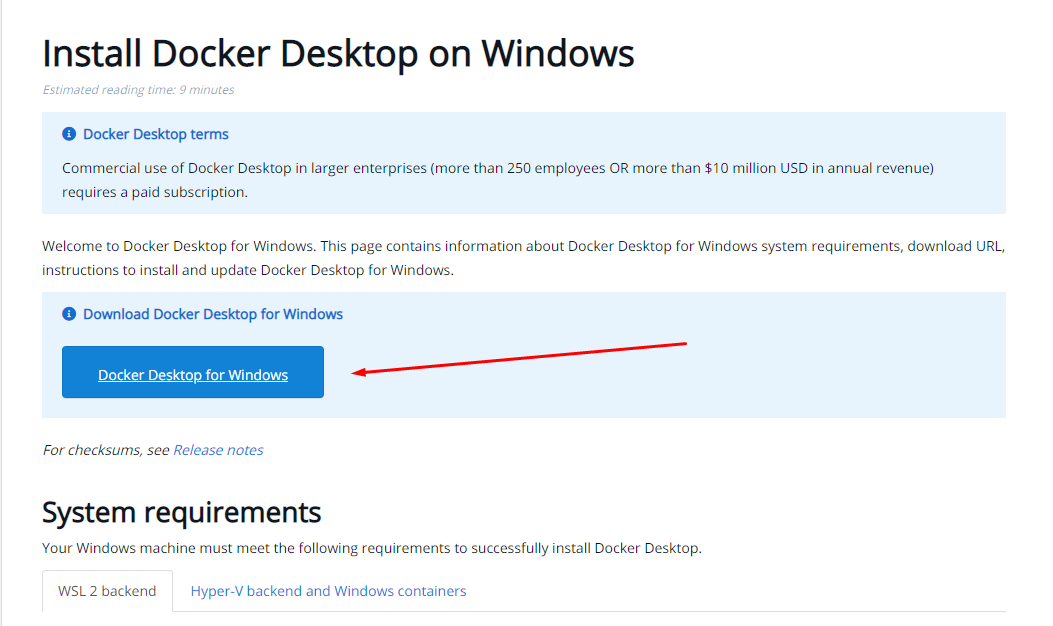 Install Docker Desktop on Windows
Estimated reading time: 9 minutes
Docker Desktop terms
Commercial use of Docker Desktop in larger enterprises (more than 250 employees OR more than $10 million USD in annual revenue)
requires a paid subscription.
Welcome to Docker Desktop for Windows. This page contains information about Docker Desktop for Windows system requirements, download URL,
instructions to install and update Docker Desktop for Windows.
Download Docker Desktop for Windows
Docker Desktop for Windows
For checksums, see Release notes
System requirements
Your Windows machine must meet the following requirements to successfully install Docker Desktop.
WSL 2 backend Hyper-V backend and Windows containers